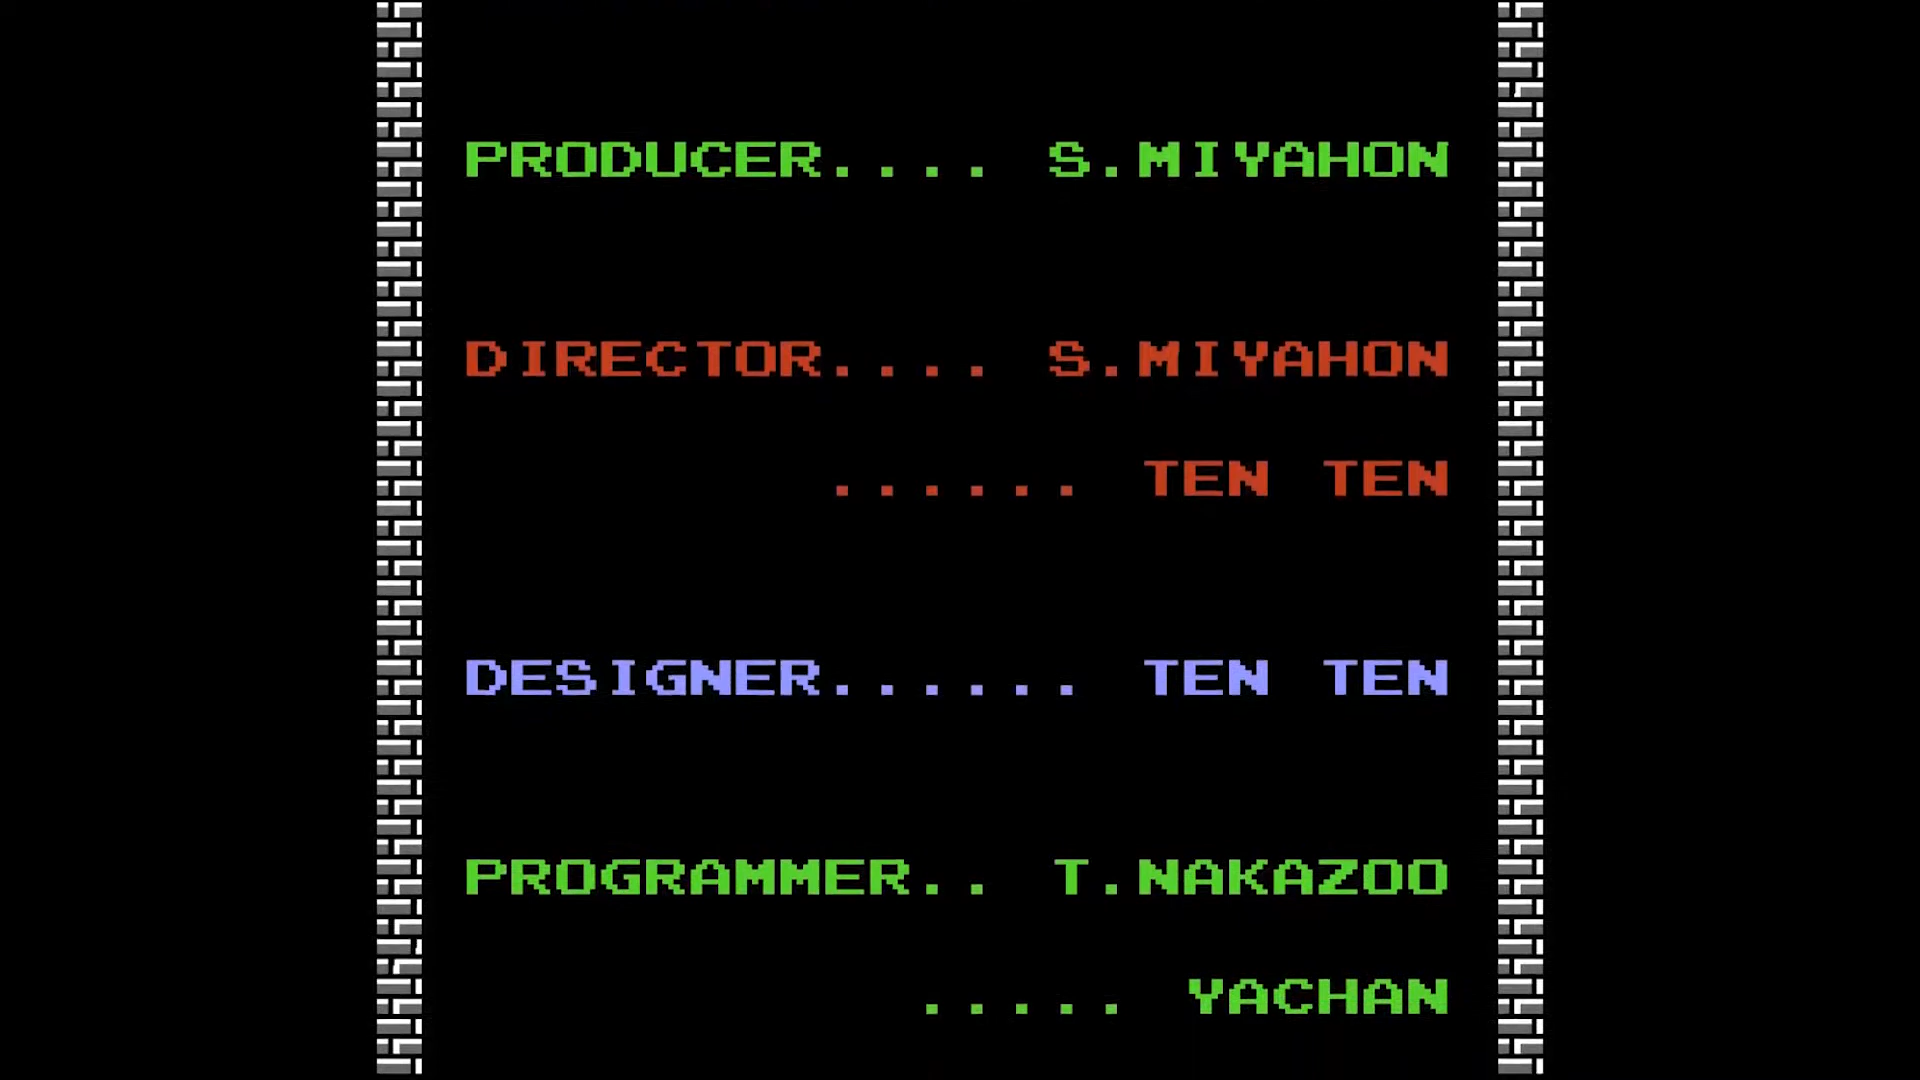 PRODUCER.... S.MIYAHON
DIRECTOR.... S.MIYAHON
...... TEN TEN
DESIGNER...... TEN TEN
PROGRAMMER.. T.NAKAZOO
..... YACHAN